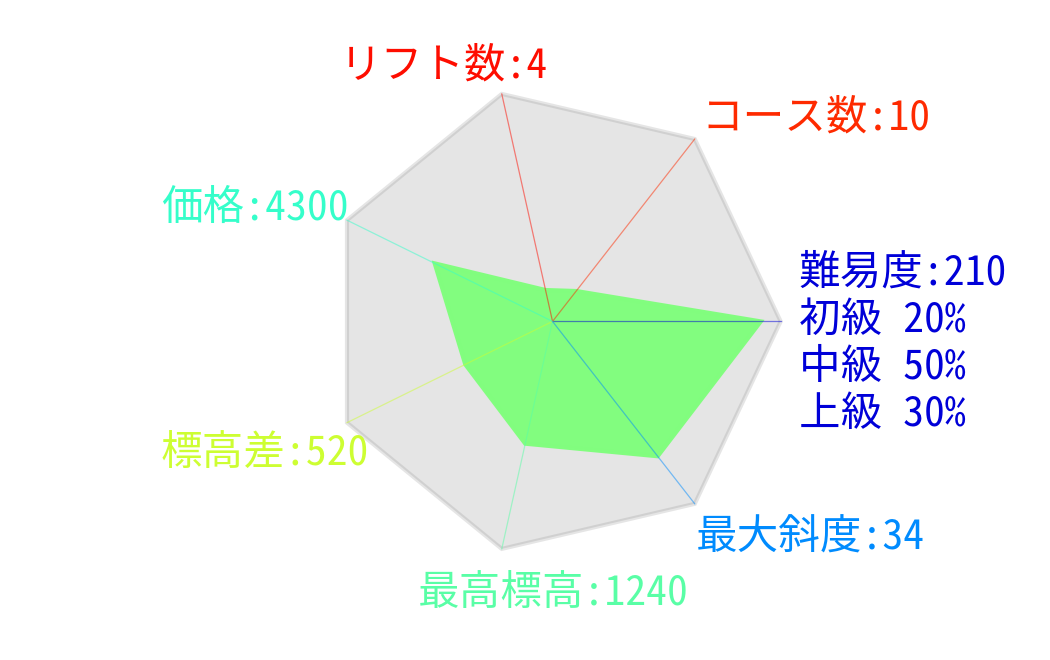 リフト数:4
コース数:10
価格:4300
難易度:210
初級 20%
中級 50%
上級 30%
標高差:520
最大斜度:34
最高標高:1240